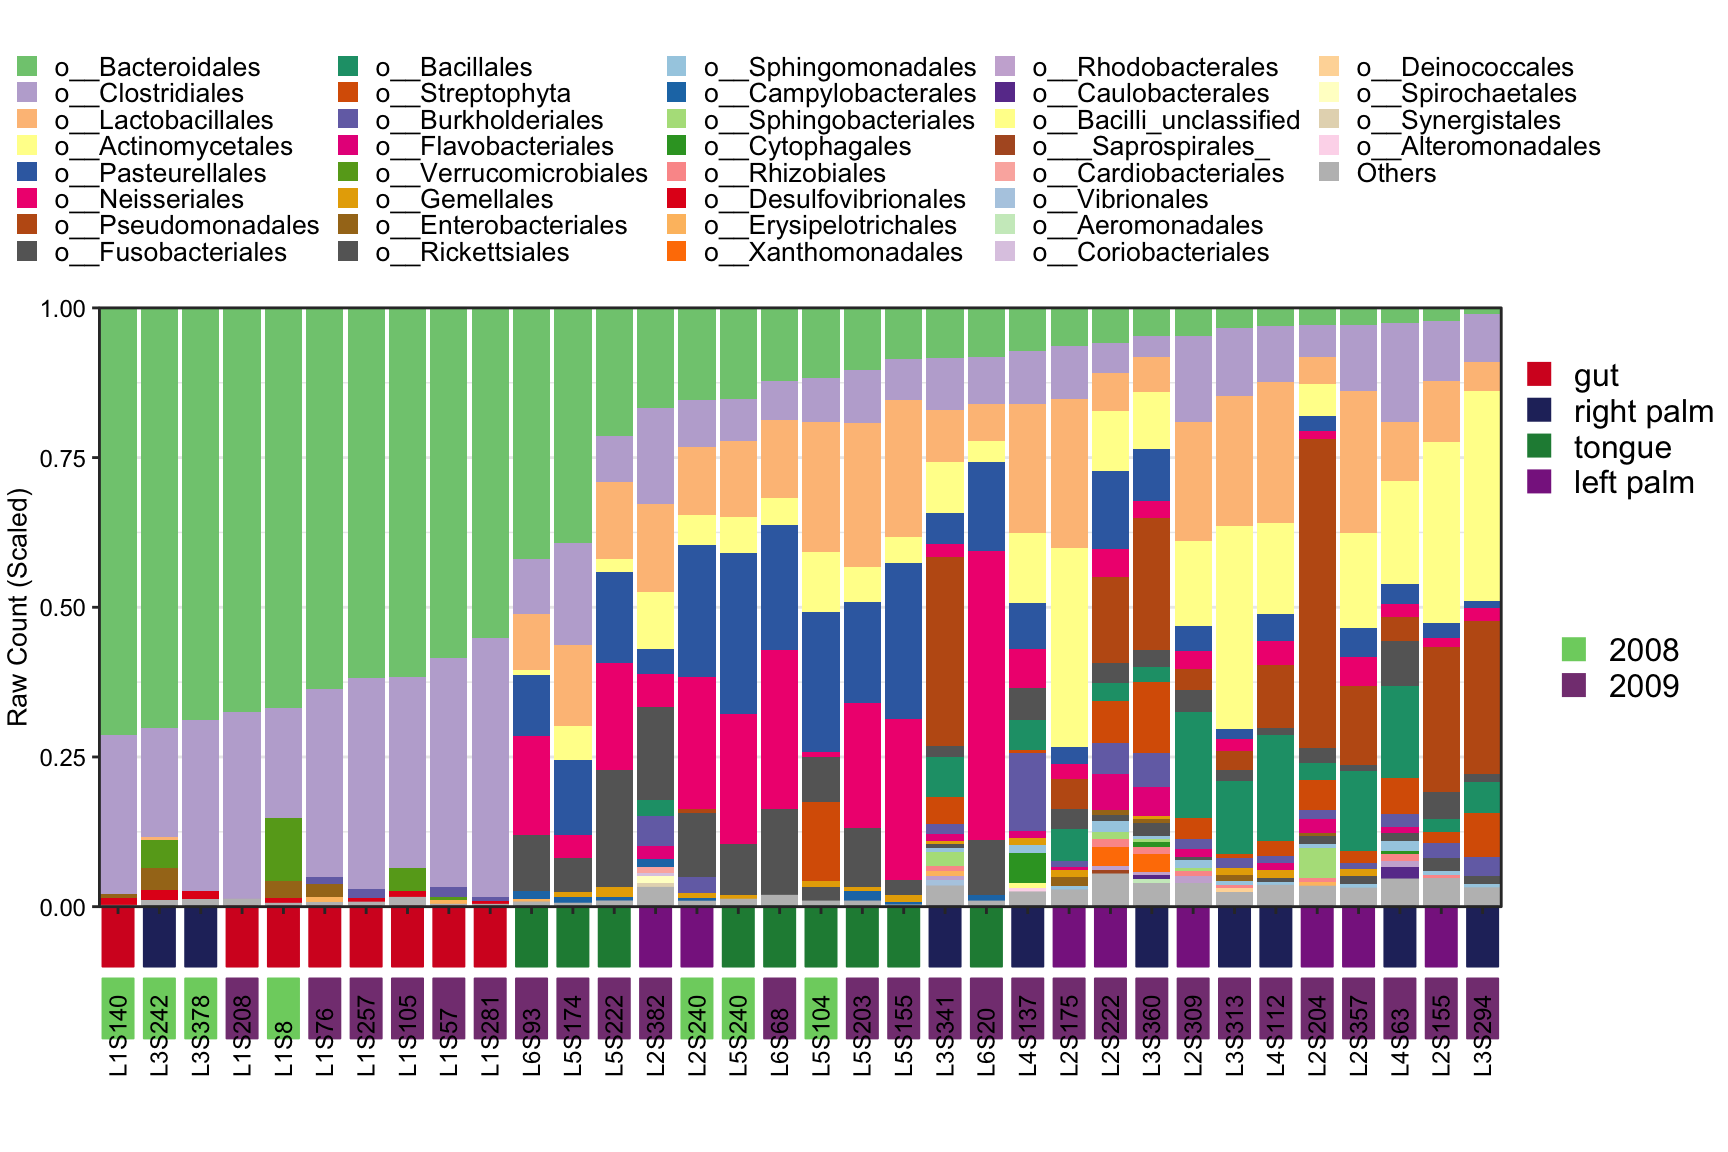 o__Bacteroidales
o__Clostridiales
o__Lactobacillales
o__Actinomycetales
o__Pasteurellales
o__Neisseriales
o__Pseudomonadales
o__Fusobacteriales
o__Bacillales
o__Streptophyta
o__Burkholderiales
o__Flavobacteriales
o__Verrucomicrobiales
o__Gemellales
o__Enterobacteriales
o__Rickettsiales
o__Sphingomonadales
o__Campylobacterales
o__Sphingobacteriales
o__Cytophagales
o__Rhizobiales
o__Desulfovibrionales
o__Erysipelotrichales
o__Xanthomonadales
o__Rhodobacterales
o__Caulobacterales
o__Bacilli_unclassified
o___Saprospirales_
o__Cardiobacteriales
o__Vibrionales
o__Aeromonadales
o__Coriobacteriales
o__Deinococcales
o__Spirochaetales
o__Synergistales
o__Alteromonadales
Others
Raw Count (Scaled)
1.00
0.75
0.50
0.25
0.00
gut
right palm
tongue
left palm
2008
2009
L1S140
L3S242
L3S378
L1S208
L1S8
L1S76
L1S257
L1S105
L1S57
L1S281
L6S93
L5S174
L5S222
L2S382
L2S240
L5S240
L6S68
L5S104
L5S203
L5S155
L3S341
L6S20
L4S137
L2S175
L2S222
L3S360
L2S309
L3S313
L4S112
L2S204
L2S357
L4S63
L2S155
L3S294